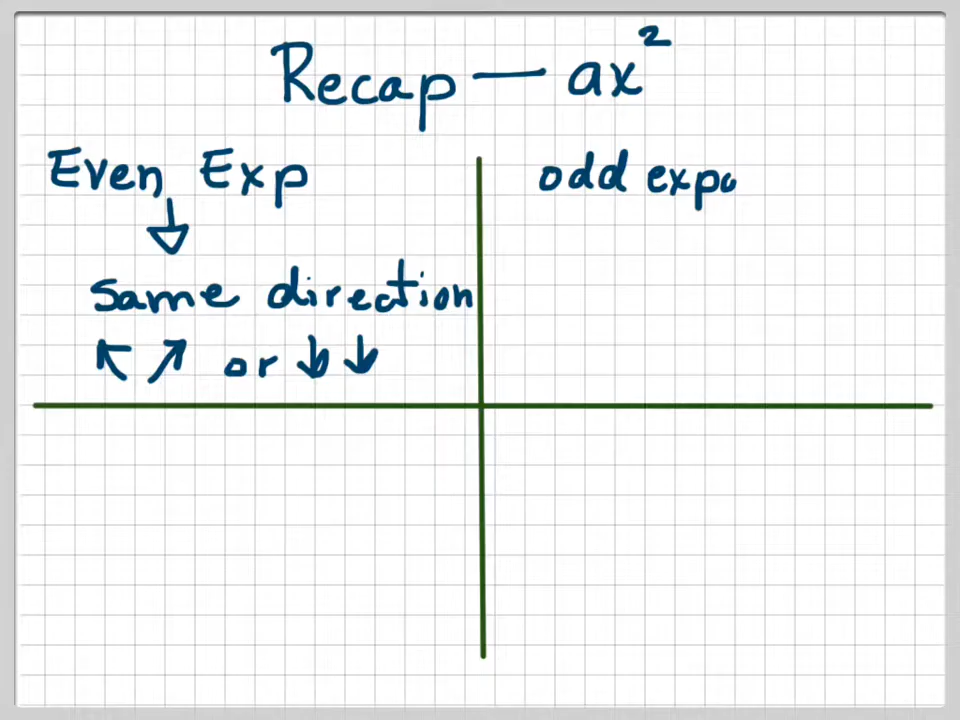 Recap — ax²
Even Exp
same direction
↖ ↗ or ↓ ↓
odd expo